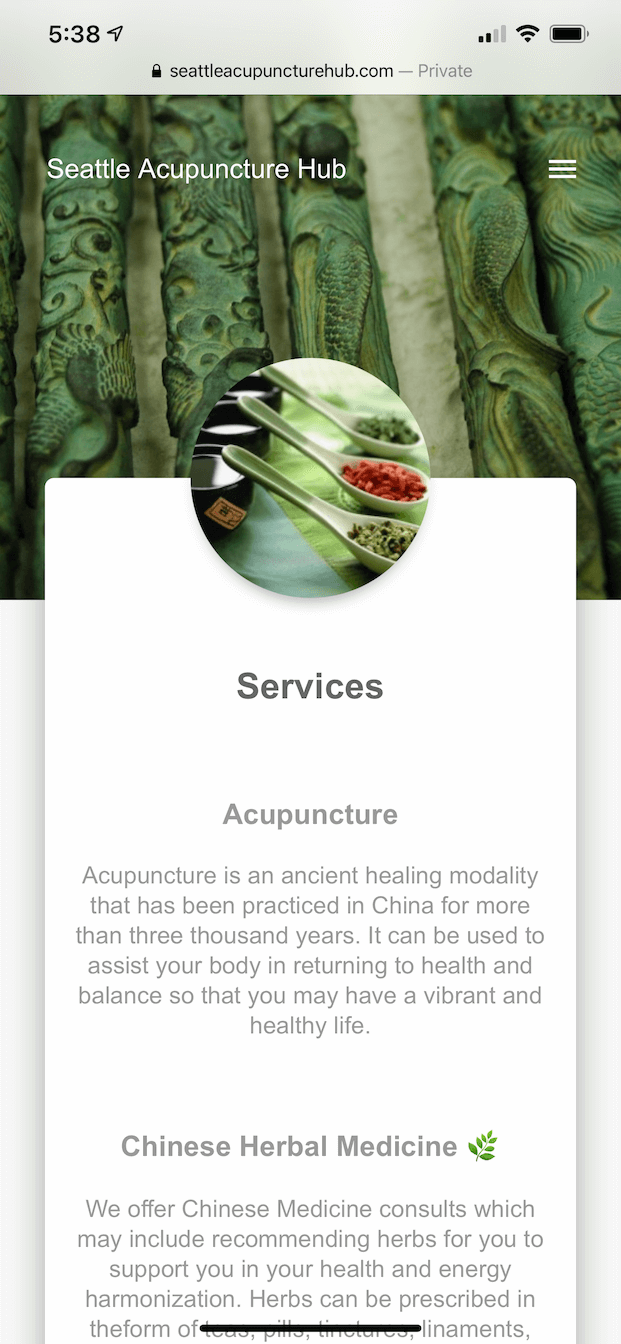 5:38
seattleacupuncturehub.com — Private
Seattle Acupuncture Hub
Services
Acupuncture
Acupuncture is an ancient healing modality
that has been practiced in China for more
than three thousand years. It can be used to
assist your body in returning to health and
balance so that you may have a vibrant and
healthy life.
Chinese Herbal Medicine 🌿
We offer Chinese Medicine consults which
may include recommending herbs for you to
support you in your health and energy
harmonization. Herbs can be prescribed in
theform of teas, pills, tinctures, linaments,